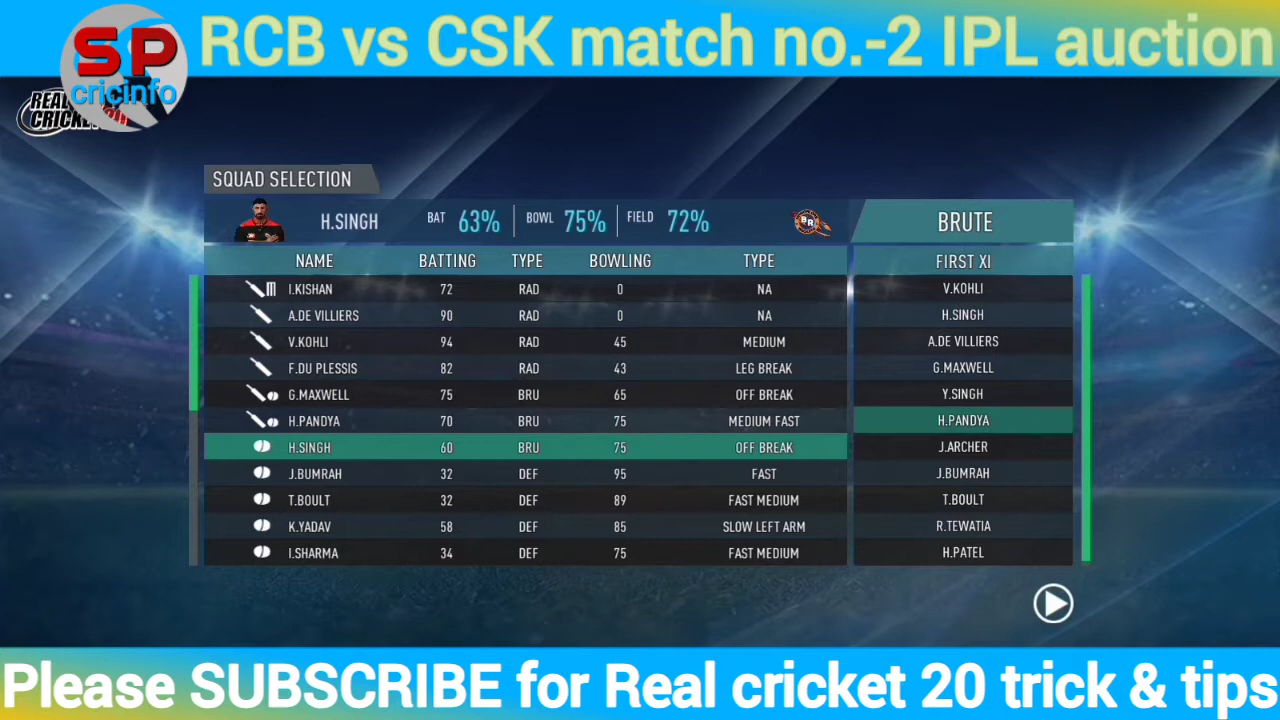 RCB vs CSK match no.-2 IPL auction
SP
cricinfo
SQUAD SELECTION
H.SINGH BAT 63% BOWL 75% FIELD 72% BR BRUTE
NAME BATTING TYPE BOWLING TYPE FIRST XI
I.KISHAN 72 RAD 0 NA V.KOHLI
A.DE VILLIERS 90 RAD 0 NA H.SINGH
V.KOHLI 94 RAD 45 MEDIUM A.DE VILLIERS
F.DU PLESSIS 82 RAD 43 LEG BREAK G.MAXWELL
G.MAXWELL 75 BRU 65 OFF BREAK Y.SINGH
H.PANDYA 70 BRU 75 MEDIUM FAST H.PANDYA
H.SINGH 60 BRU 75 OFF BREAK J.ARCHER
J.BUMRAH 32 DEF 95 FAST J.BUMRAH
T.BOULT 32 DEF 89 FAST MEDIUM T.BOULT
K.YADAV 58 DEF 85 SLOW LEFT ARM R.TEWATIA
I.SHARMA 34 DEF 75 FAST MEDIUM H.PATEL
Please SUBSCRIBE for Real cricket 20 trick & tips